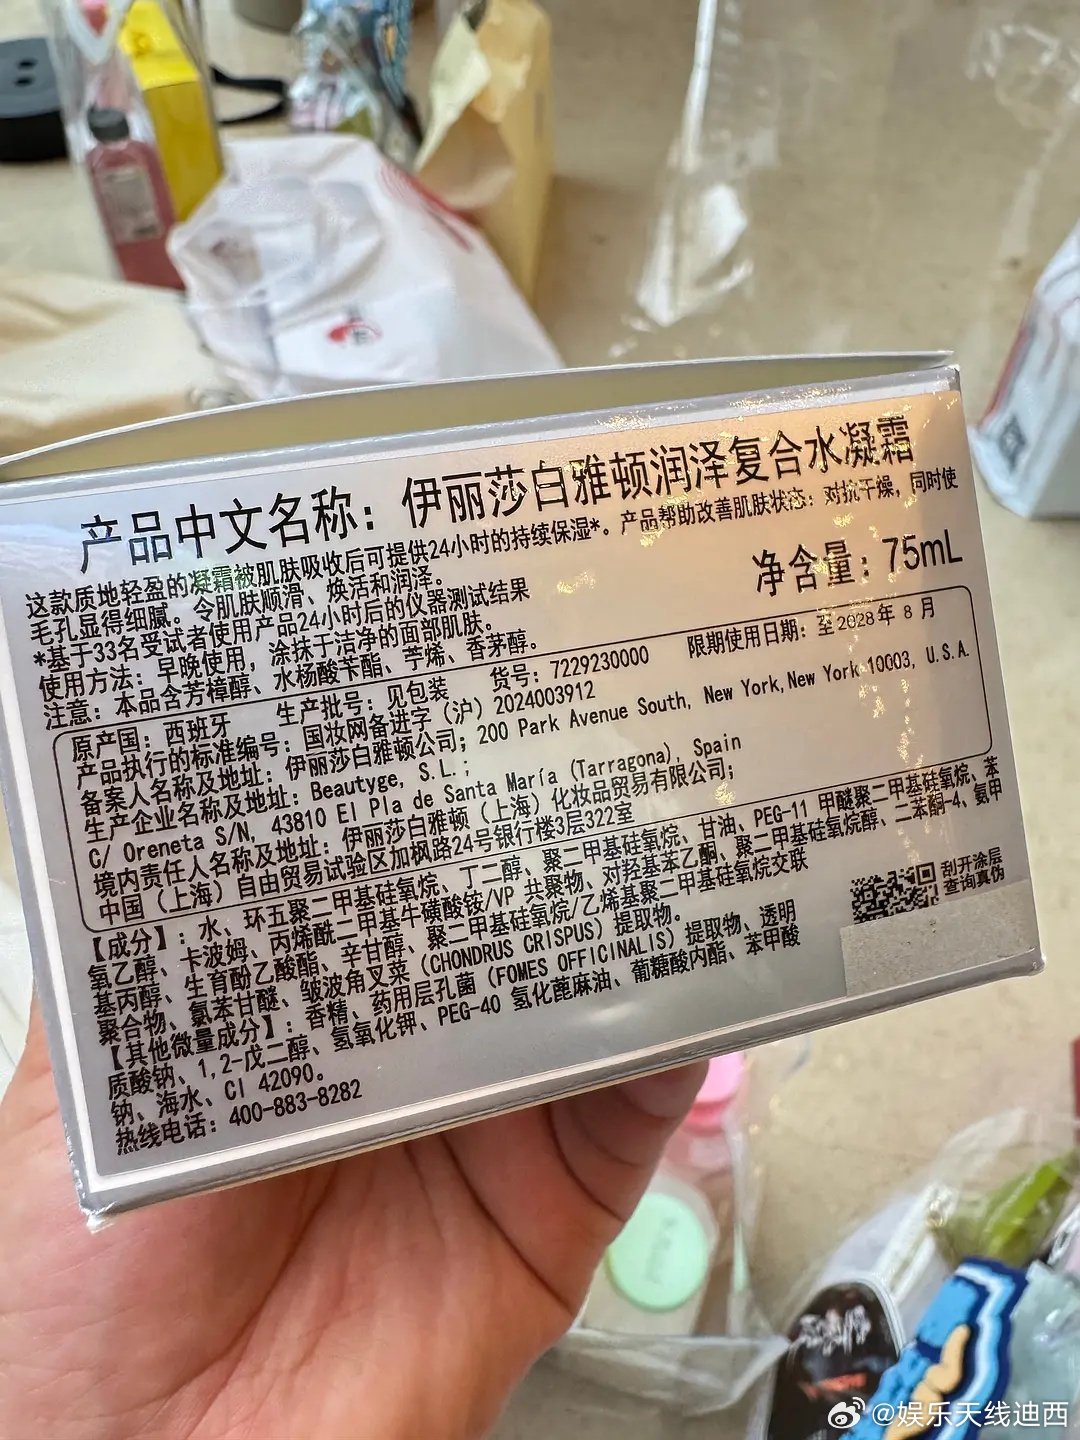 产品中文名称：伊丽莎白雅顿润泽复合水凝霜
这款质地轻盈的凝霜被肌肤吸收后可提供24小时的持续保湿*。产品帮助改善肌肤状态：对抗干燥，同时使
毛孔显得细腻。令肌肤顺滑、焕活和润泽。
净含量：75mL
*基于33名受试者使用产品24小时后的仪器测试结果
使用方法：早晚使用，涂抹于洁净的面部肌肤。
注意：本品含芳樟醇、水杨酸苄酯、苧烯、香茅醇。
原产国：西班牙 生产批号：见包装 货号：7229230000 限期使用日期：至2028年 8 月
产品执行的标准编号：国妆网备进字（沪）2024003912
备案人名称及地址：伊丽莎白雅顿公司；200 Park Avenue South, New York,New York 10003, U.S.A.
生产企业名称及地址：Beautyge, S.L.；
C/ Oreneta S/N, 43810 El Pla de Santa María (Tarragona), Spain
境内责任人名称及地址：伊丽莎白雅顿（上海）化妆品贸易有限公司；
中国（上海）自由贸易试验区加枫路24号银行楼3层322室
【成分】：水、环五聚二甲基硅氧烷、丁二醇、聚二甲基硅氧烷、甘油、PEG-11 甲醚聚二甲基硅氧烷、苯
氧乙醇、卡波姆、丙烯酰二甲基牛磺酸铵/VP 共聚物、对羟基苯乙酮、聚二甲基硅氧烷醇、二苯酮-4、氨甲
基丙醇、生育酚乙酸酯、辛甘醇、聚二甲基硅氧烷/乙烯基聚二甲基硅氧烷交联
聚合物、氯苯甘醚、皱波角叉菜（CHONDRUS CRISPUS）提取物。
【其他微量成分】：香精、药用层孔菌（FOMES OFFICINALIS）提取物、透明
质酸钠、1,2-戊二醇、氢氧化钾、PEG-40 氢化蓖麻油、葡糖酸内酯、苯甲酸
钠、海水、CI 42090。
热线电话：400-883-8282
刮开涂层
查询真伪
@娱乐天线迪西